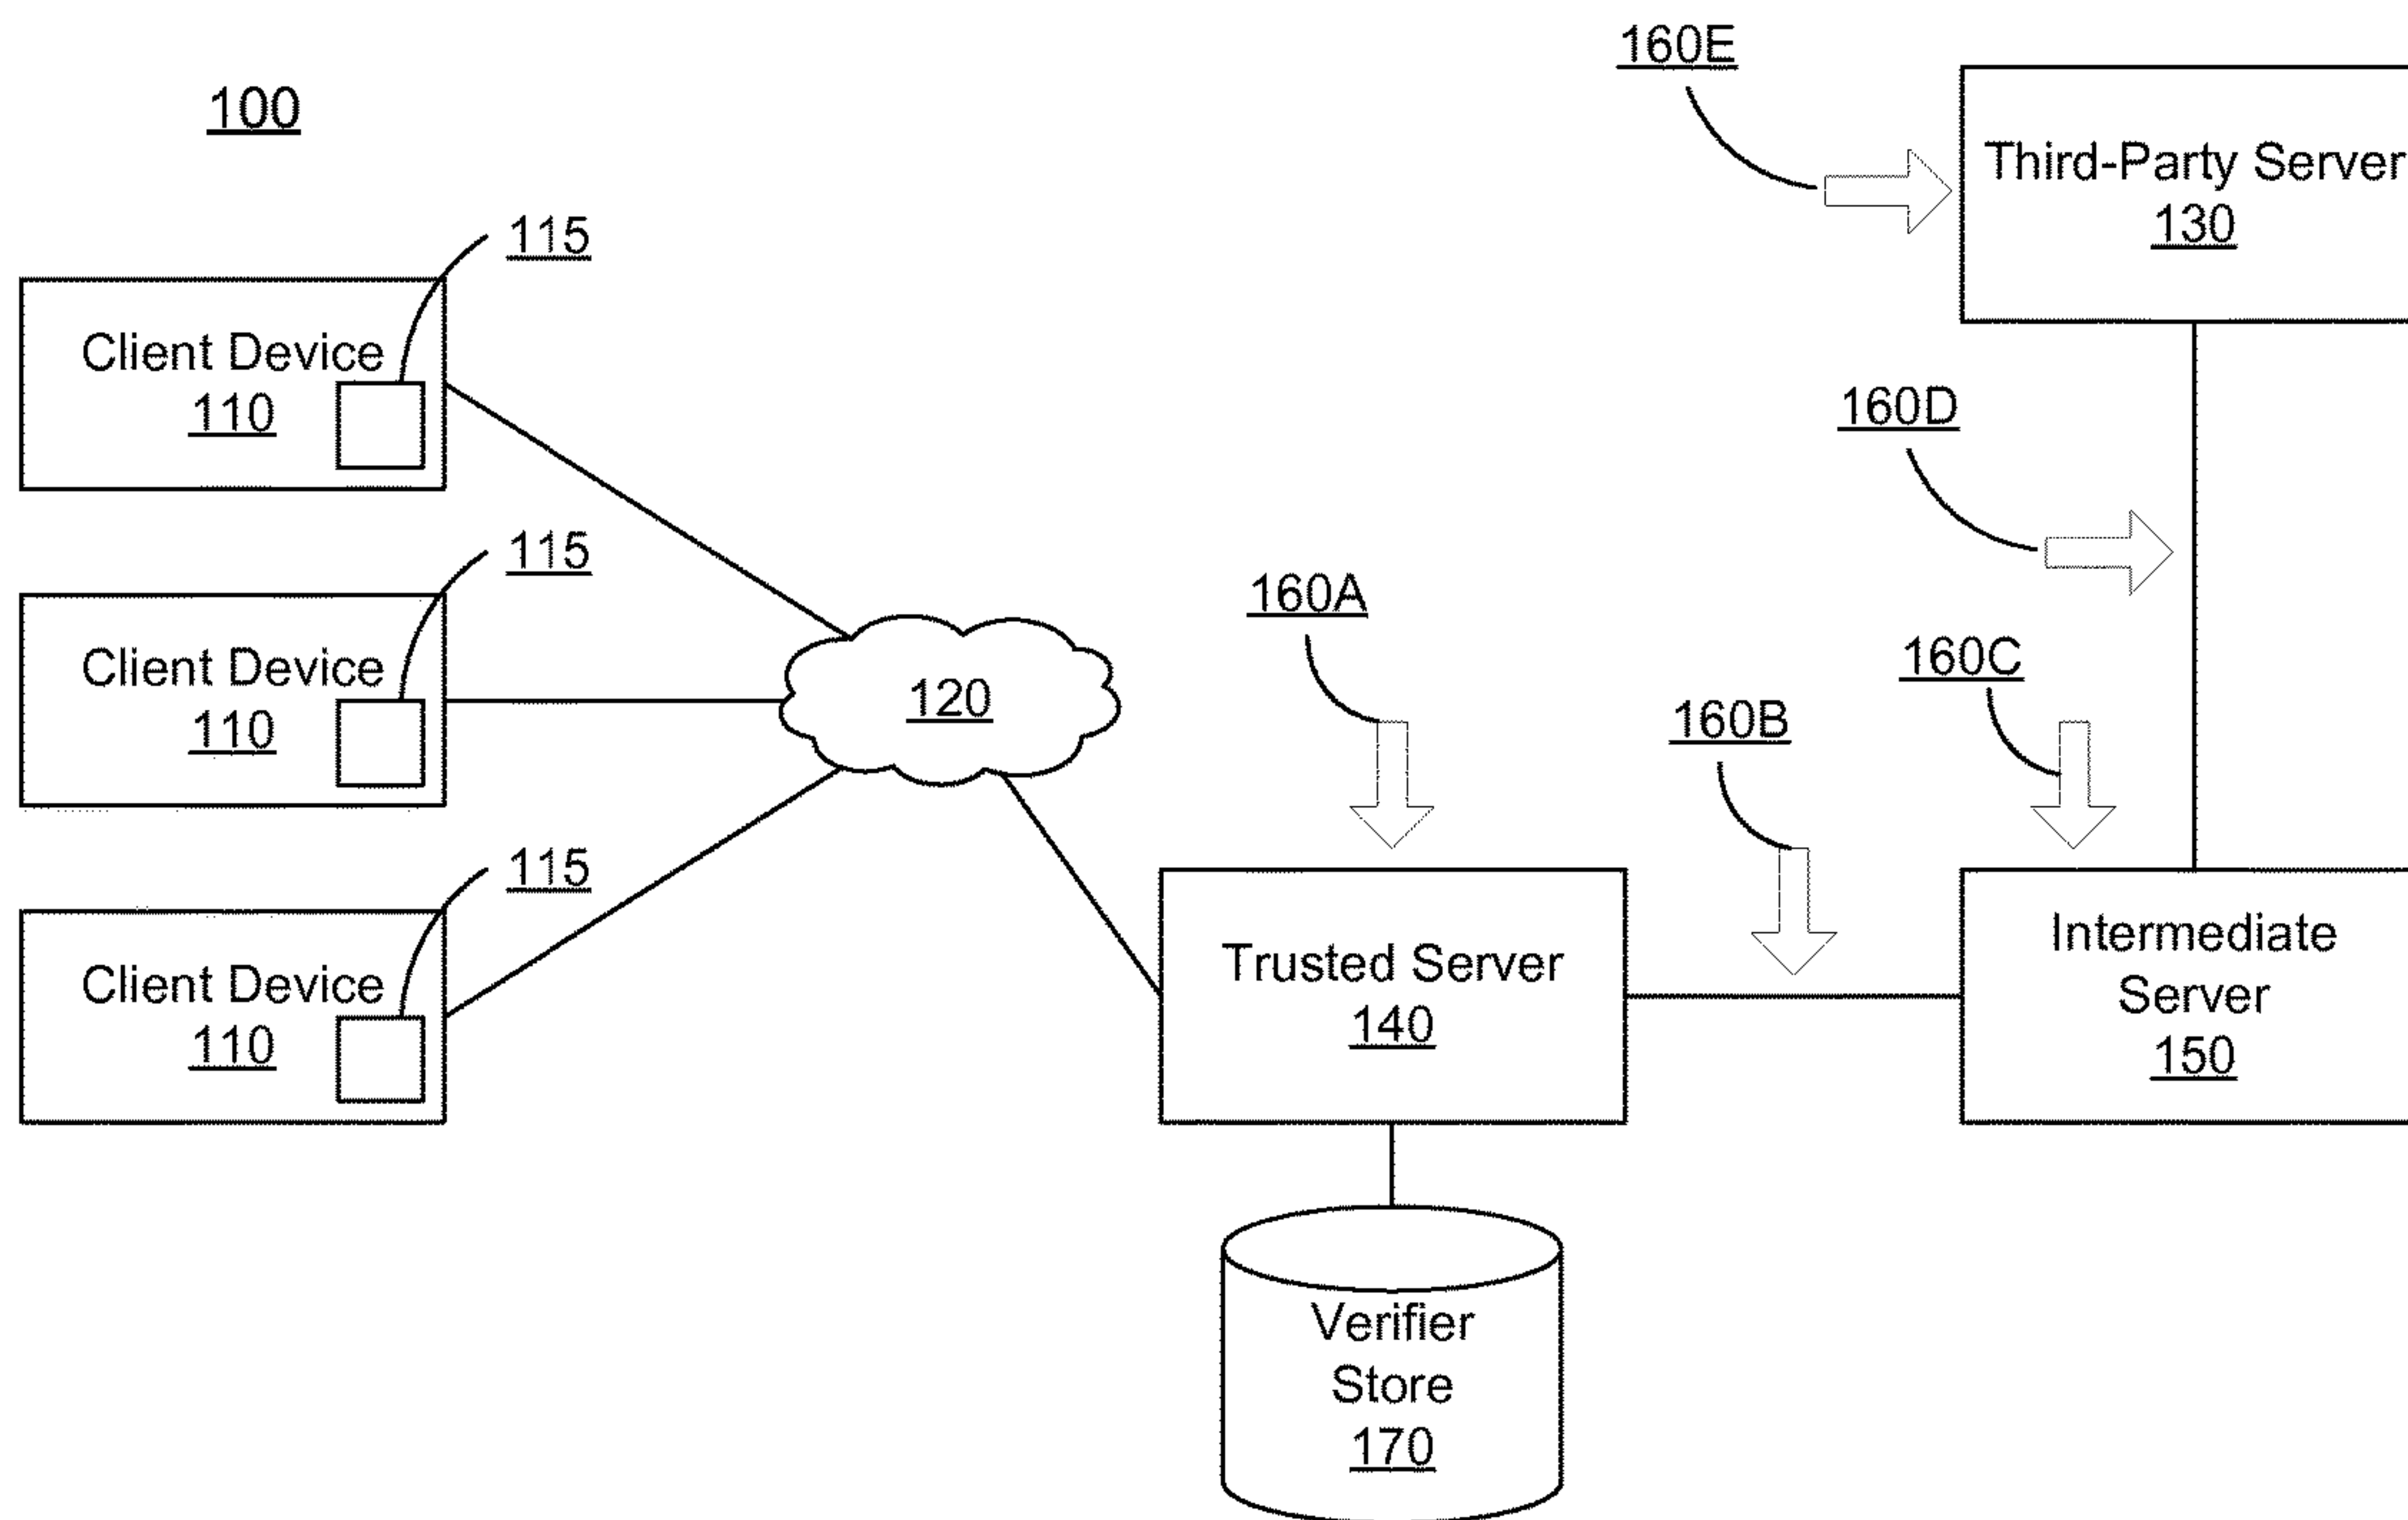 100
160E
Third-Party Server
130
115
Client Device
110
160D
115
Client Device
110
160A
160C
120
160B
115
Client Device
110
Trusted Server
140
Intermediate
Server
150
Verifier
Store
170